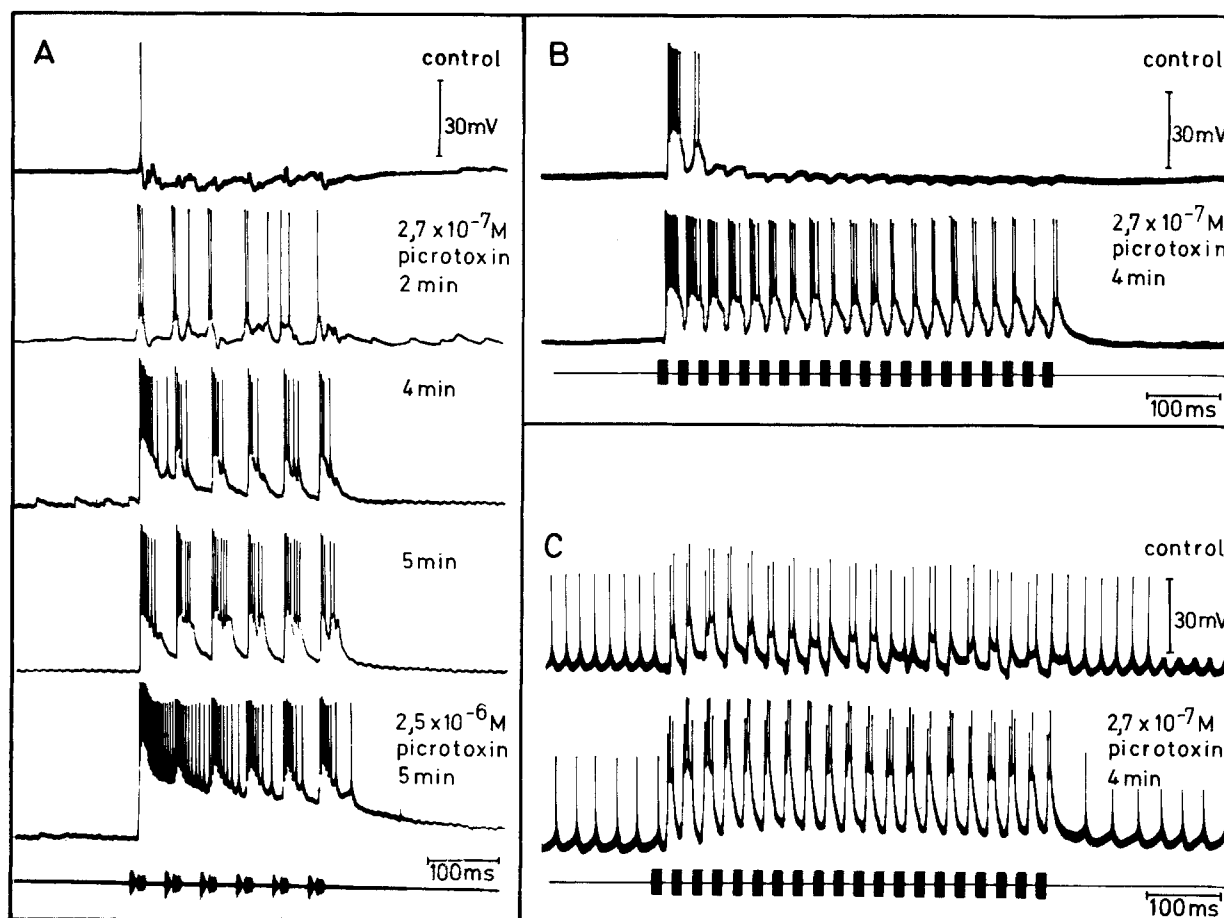 A
control
30mV
2,7 x 10⁻⁷M
picrotoxin
2 min
4 min
5 min
2,5 x 10⁻⁶M
picrotoxin
5 min
100ms
B
control
30mV
2,7 x 10⁻⁷M
picrotoxin
4 min
100ms
C
control
30mV
2,7 x 10⁻⁷M
picrotoxin
4 min
100ms